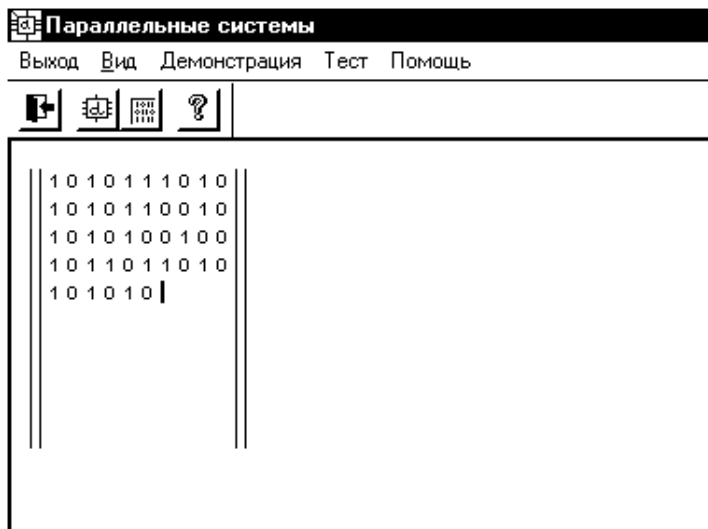 Параллельные системы
Выход Вид Демонстрация Тест Помощь
1 0 1 0 1 1 1 0 1 0
1 0 1 0 1 1 0 0 1 0
1 0 1 0 1 0 0 1 0 0
1 0 1 1 0 1 1 0 1 0
1 0 1 0 1 0